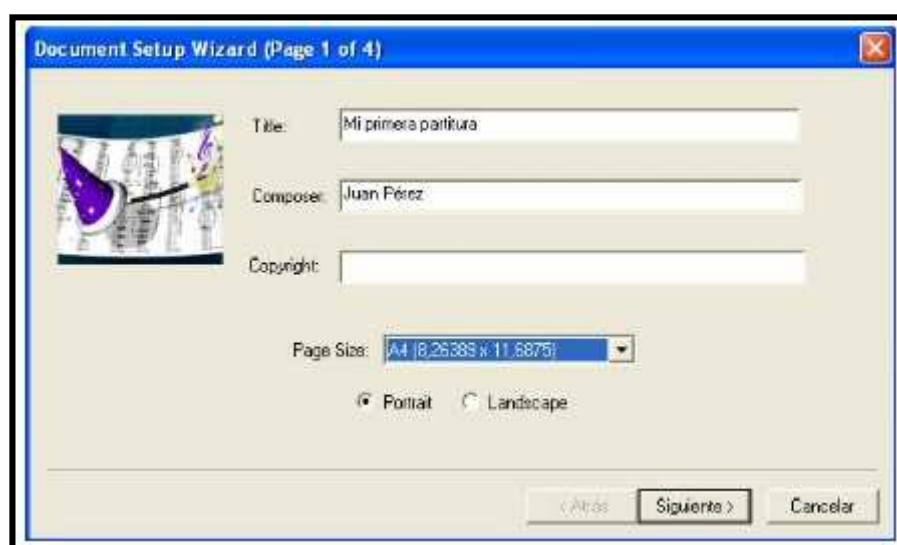 Document Setup Wizard (Page 1 of 4)
Title: Mi primera partitura
Composer: Juan Pérez
Copyright:
Page Size: A4 (8,26389 x 11,6875)
Portrait Landscape
< Atrás Siguiente > Cancelar